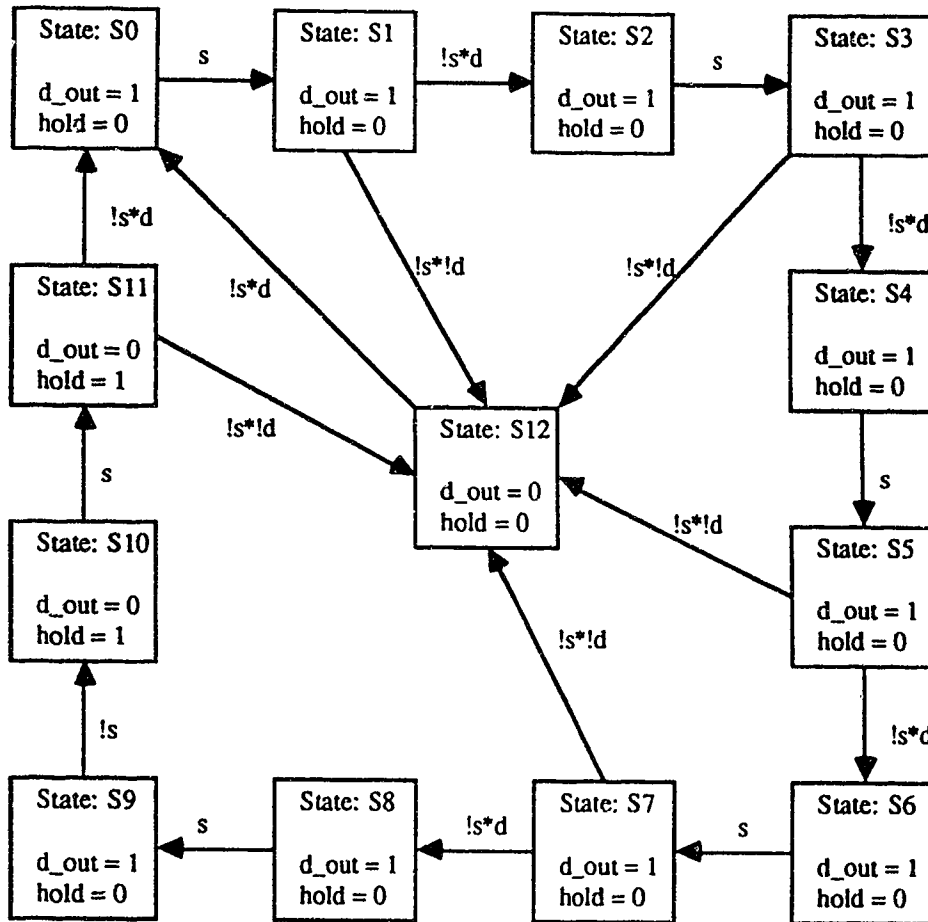 State: S0
d_out = 1
hold = 0
s
State: S1
d_out = 1
hold = 0
!s*d
State: S2
d_out = 1
hold = 0
s
State: S3
d_out = 1
hold = 0
!s*d
!s*d
!s*!d
!s*!d
!s*d
State: S11
d_out = 0
hold = 1
State: S4
d_out = 1
hold = 0
!s*!d
State: S12
d_out = 0
hold = 0
s
s
!s*!d
State: S10
d_out = 0
hold = 1
State: S5
d_out = 1
hold = 0
!s*!d
!s
!s*d
State: S9
d_out = 1
hold = 0
s
State: S8
d_out = 1
hold = 0
!s*d
State: S7
d_out = 1
hold = 0
s
State: S6
d_out = 1
hold = 0